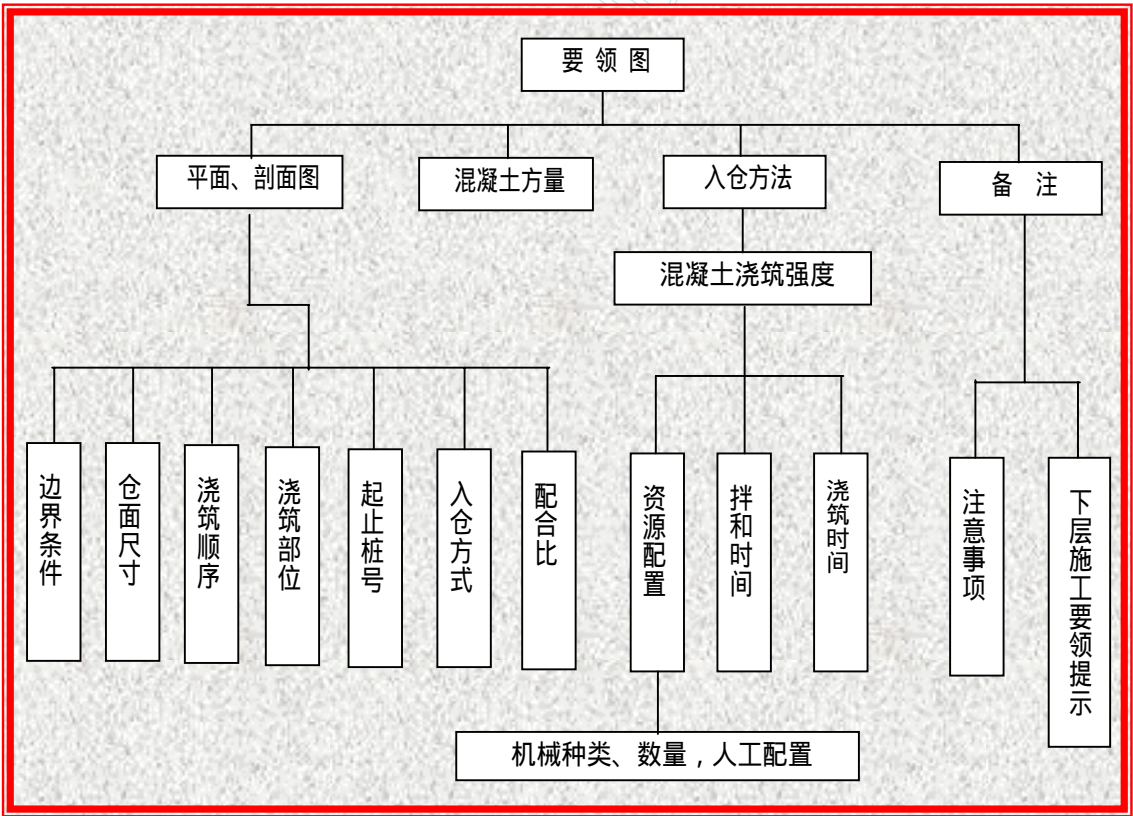 要 领 图
平面、剖面图
混凝土方量
入仓方法
备 注
混凝土浇筑强度
边界条件
仓面尺寸
浇筑顺序
浇筑部位
起止桩号
入仓方式
配合比
资源配置
拌和时间
浇筑时间
注意事项
下层施工要领提示
机械种类、数量，人工配置